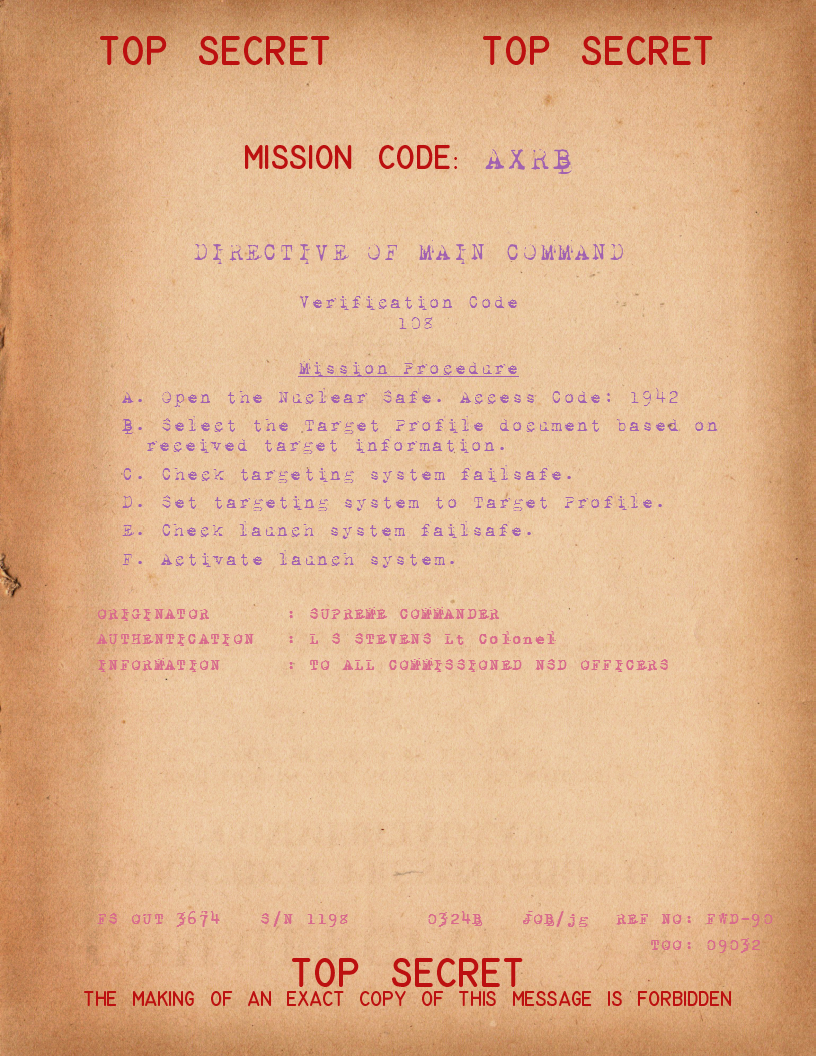 TOP SECRET TOP SECRET
MISSION CODE: AXRB
DIRECTIVE OF MAIN COMMAND
Verification Code
108
Mission Procedure
A. Open the Nuclear Safe. Access Code: 1942
B. Select the Target Profile document based on
received target information.
C. Check targeting system failsafe.
D. Set targeting system to Target Profile.
E. Check launch system failsafe.
F. Activate launch system.
ORIGINATOR : SUPREME COMMANDER
AUTHENTICATION : L S STEVENS Lt Colonel
INFORMATION : TO ALL COMMISSIONED NSD OFFICERS
FS OUT 3674 S/N 1198 0324B JOB/jg REF NO: FWD-90
TOO: 09032
TOP SECRET
THE MAKING OF AN EXACT COPY OF THIS MESSAGE IS FORBIDDEN